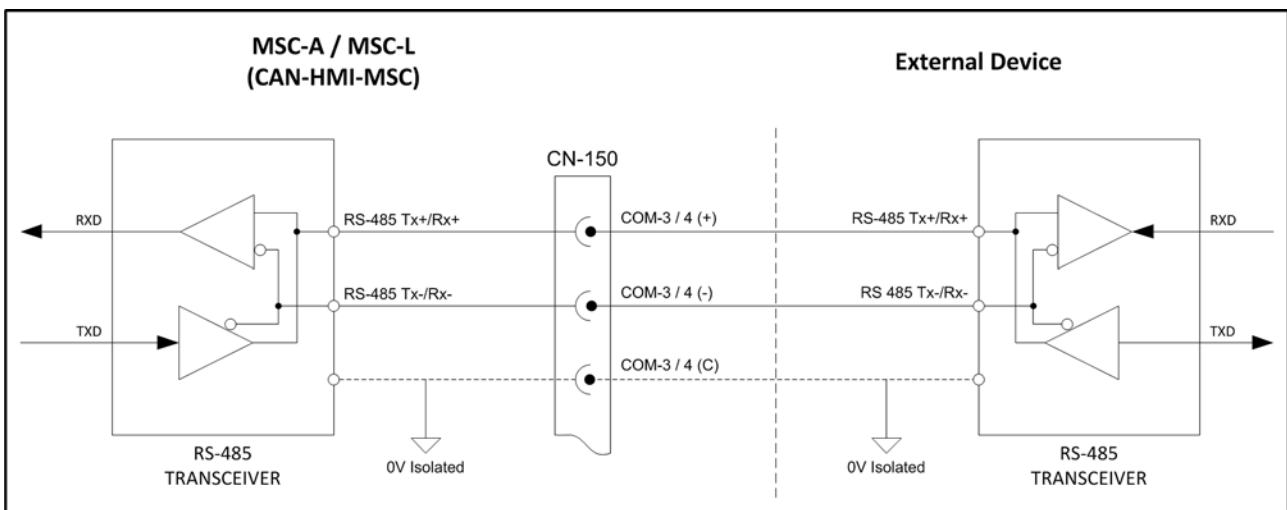 MSC-A / MSC-L
(CAN-HMI-MSC)
External Device
CN-150
RXD
RS-485 Tx+/Rx+
COM-3 / 4 (+)
RS-485 Tx+/Rx+
RXD
RS-485 Tx-/Rx-
COM-3 / 4 (-)
RS 485 Tx-/Rx-
TXD
TXD
COM-3 / 4 (C)
0V Isolated
0V Isolated
RS-485
TRANSCEIVER
RS-485
TRANSCEIVER